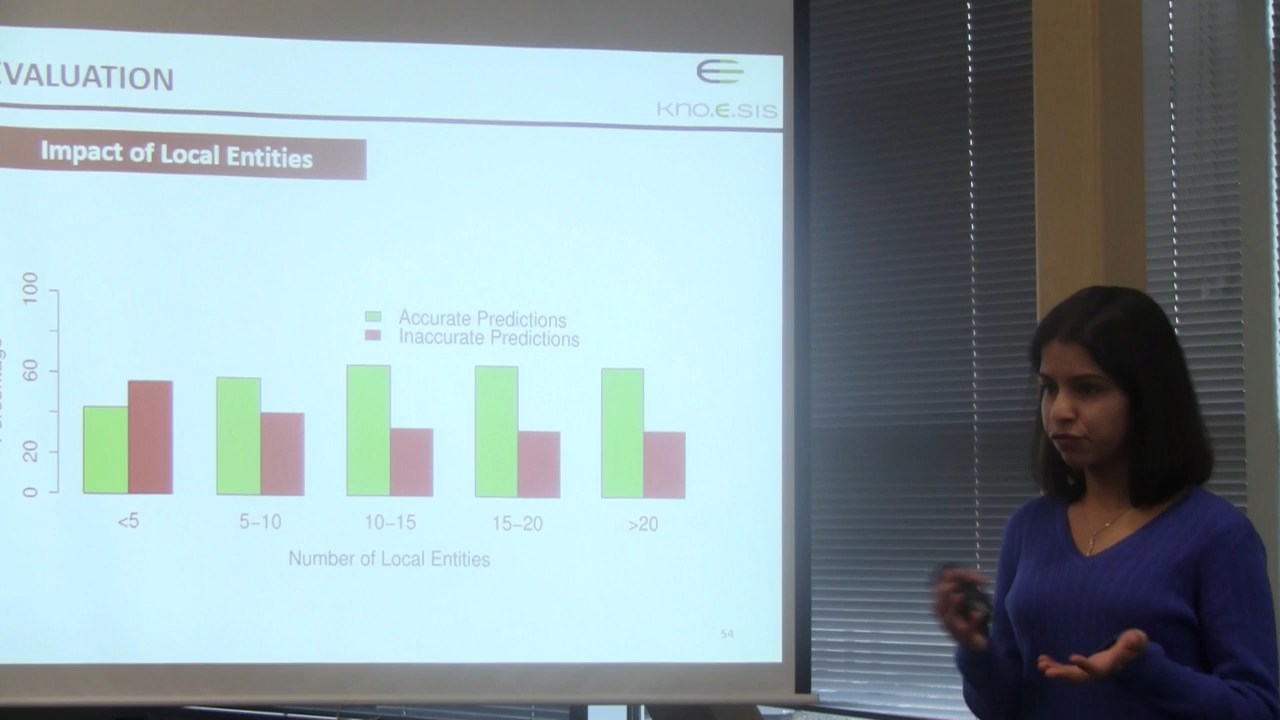 EVALUATION
kno.e.sis
Impact of Local Entities
100
60
20
0
Accurate Predictions
Inaccurate Predictions
<5
5-10
10-15
15-20
>20
Number of Local Entities
54